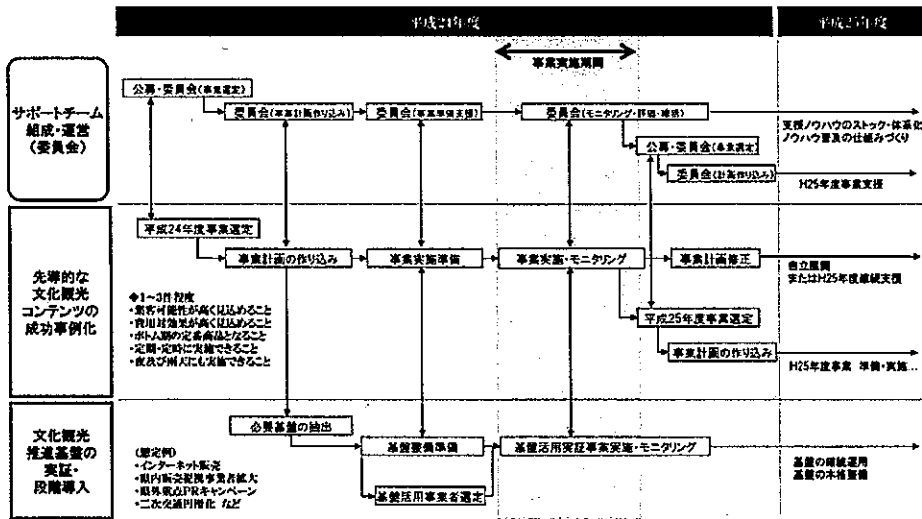 平成24年度
平成25年度
事業実施期間
サポートチーム
組成・運営
(委員会)
公募・委員会(事業選定)
委員会(事業計画作り込み)
委員会(事業準備支援)
委員会(モニタリング・評価・総括)
支援ノウハウのストック・体系化
ノウハウ普及の仕組みづくり
公募・委員会(事業選定)
委員会(計画作り込み)
H25年度事業支援
先導的な
文化観光
コンテンツの
成功事例化
平成24年度事業選定
事業計画の作り込み
事業実施準備
事業実施・モニタリング
事業計画修正
自立展開
またはH25年度継続支援
◆1~3件程度
・集客可能性が高く見込めること
・費用対効果が高く見込めること
・ボトム期の定番商品となること
・定期・定時に実施できること
・夜及び雨天にも実施できること
平成25年度事業選定
事業計画の作り込み
H25年度事業 準備・実施…
文化観光
推進基盤の
実証・
段階導入
必要基盤の抽出
(想定例)
・インターネット販売
・県内販売提携事業者拡大
・県外重点PRキャンペーン
・二次交通円滑化 など
基盤整備準備
基盤活用事業者選定
基盤活用実証事業実施・モニタリング
基盤の継続運用
基盤の本格整備